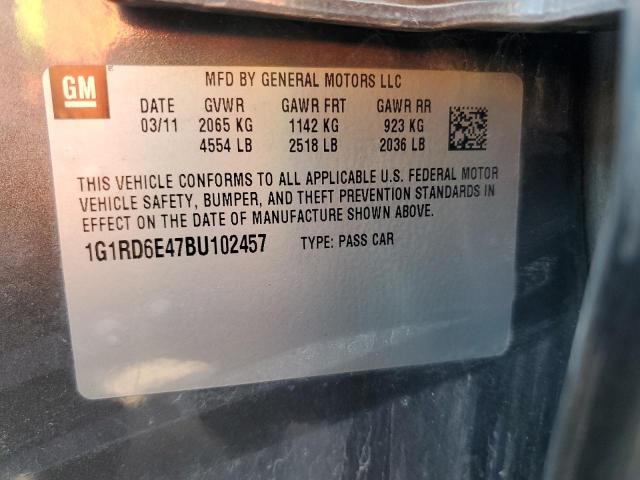 GM
MFD BY GENERAL MOTORS LLC
DATE GVWR GAWR FRT GAWR RR
03/11 2065 KG 1142 KG 923 KG
4554 LB 2518 LB 2036 LB
THIS VEHICLE CONFORMS TO ALL APPLICABLE U.S. FEDERAL MOTOR
VEHICLE SAFETY, BUMPER, AND THEFT PREVENTION STANDARDS IN
EFFECT ON THE DATE OF MANUFACTURE SHOWN ABOVE.
1G1RD6E47BU102457 TYPE: PASS CAR